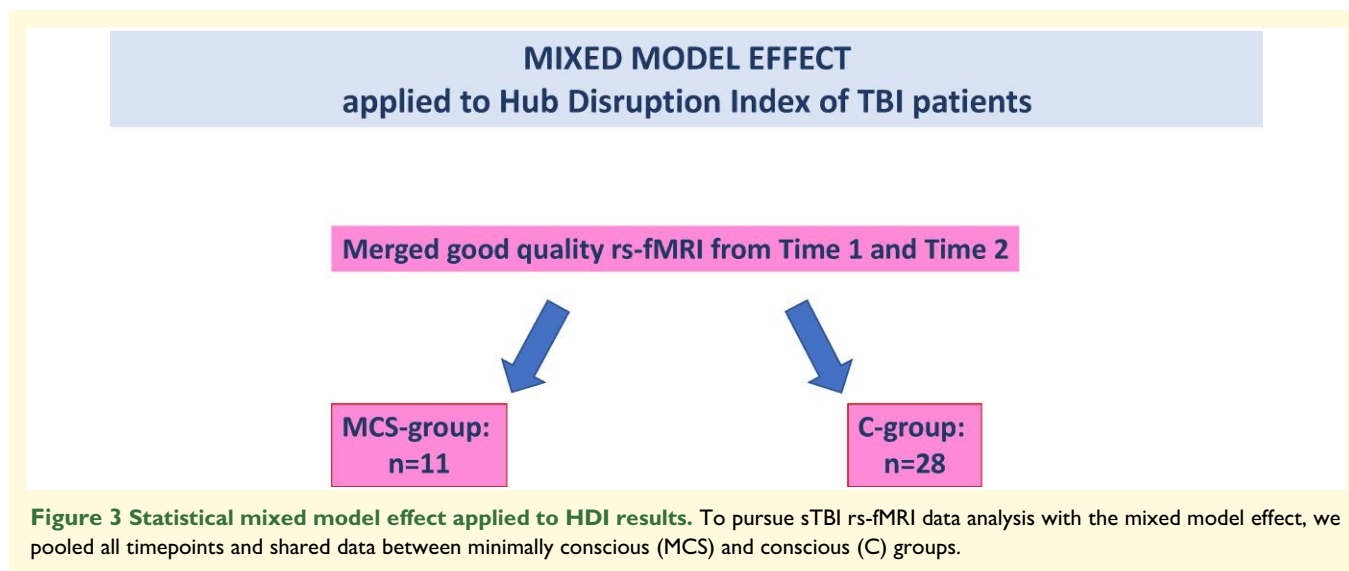 MIXED MODEL EFFECT
applied to Hub Disruption Index of TBI patients
Merged good quality rs-fMRI from Time 1 and Time 2
MCS-group:
n=11
C-group:
n=28
Figure 3 Statistical mixed model effect applied to HDI results. To pursue sTBI rs-fMRI data analysis with the mixed model effect, we
pooled all timepoints and shared data between minimally conscious (MCS) and conscious (C) groups.